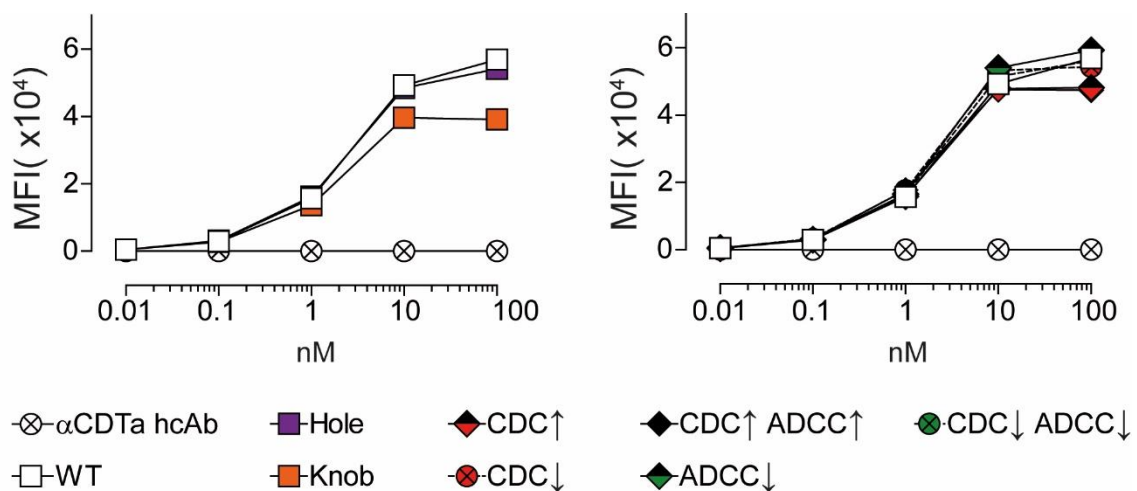 MFI( x10⁴)
6
4
2
0
0.01 0.1 1 10 100
nM
MFI( x10⁴)
6
4
2
0
0.01 0.1 1 10 100
nM
αCDTa hcAb Hole CDC↑ CDC↑ ADCC↑ CDC↓ ADCC↓
WT Knob CDC↓ ADCC↓